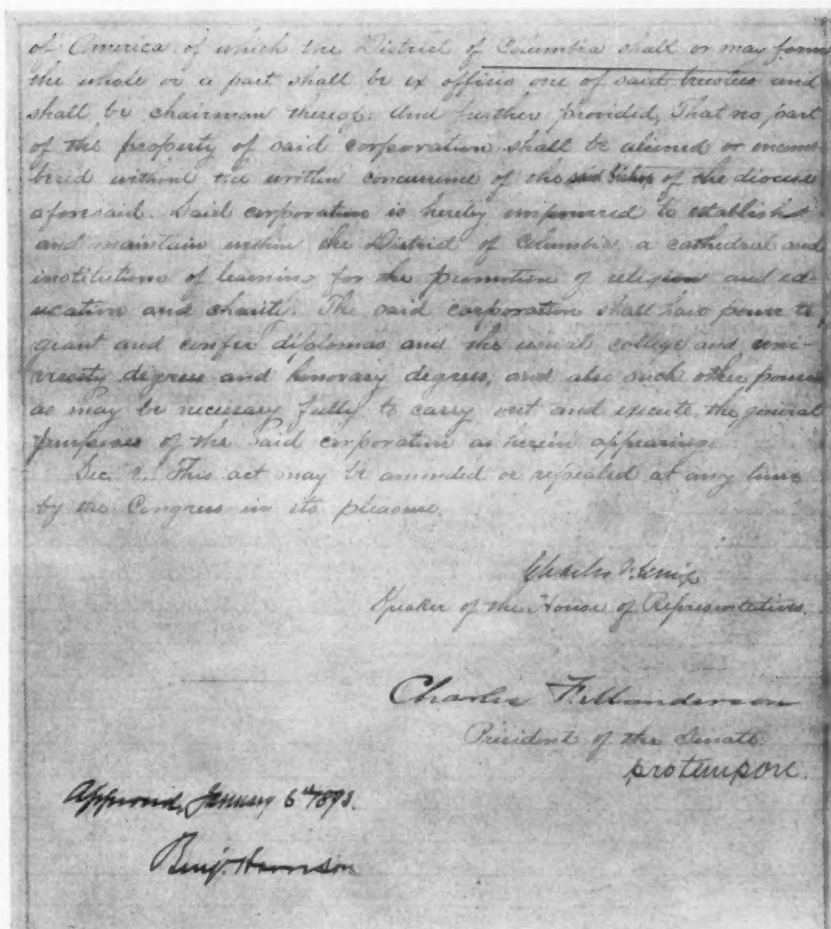 of America of which the District of Columbia shall or may form
the whole or a part shall be ex officio one of said trustees and
shall be chairman thereof: And further provided, That no part
of the property of said corporation shall be aliened or incum
bered without the written concurrence of the said bishop of the diocese
aforesaid. Said corporation is hereby empowered to establish
and maintain within the District of Columbia a cathedral and
institutions of learning for the promotion of religion and ed-
ucation and charity. The said corporation shall have power to
grant and confer diplomas and the usual college and uni-
versity degrees and honorary degrees, and also such other powers
as may be necessary fully to carry out and execute the general
purposes of the said corporation as herein appearing.
Sec. 2. This act may be amended or repealed at any time
by the Congress in its pleasure.
Charles F. Crisp
Speaker of the House of Representatives.
Charles F. Manderson
President of the Senate
pro tempore.
Approved, January 6th 1893.
Benj. Harrison